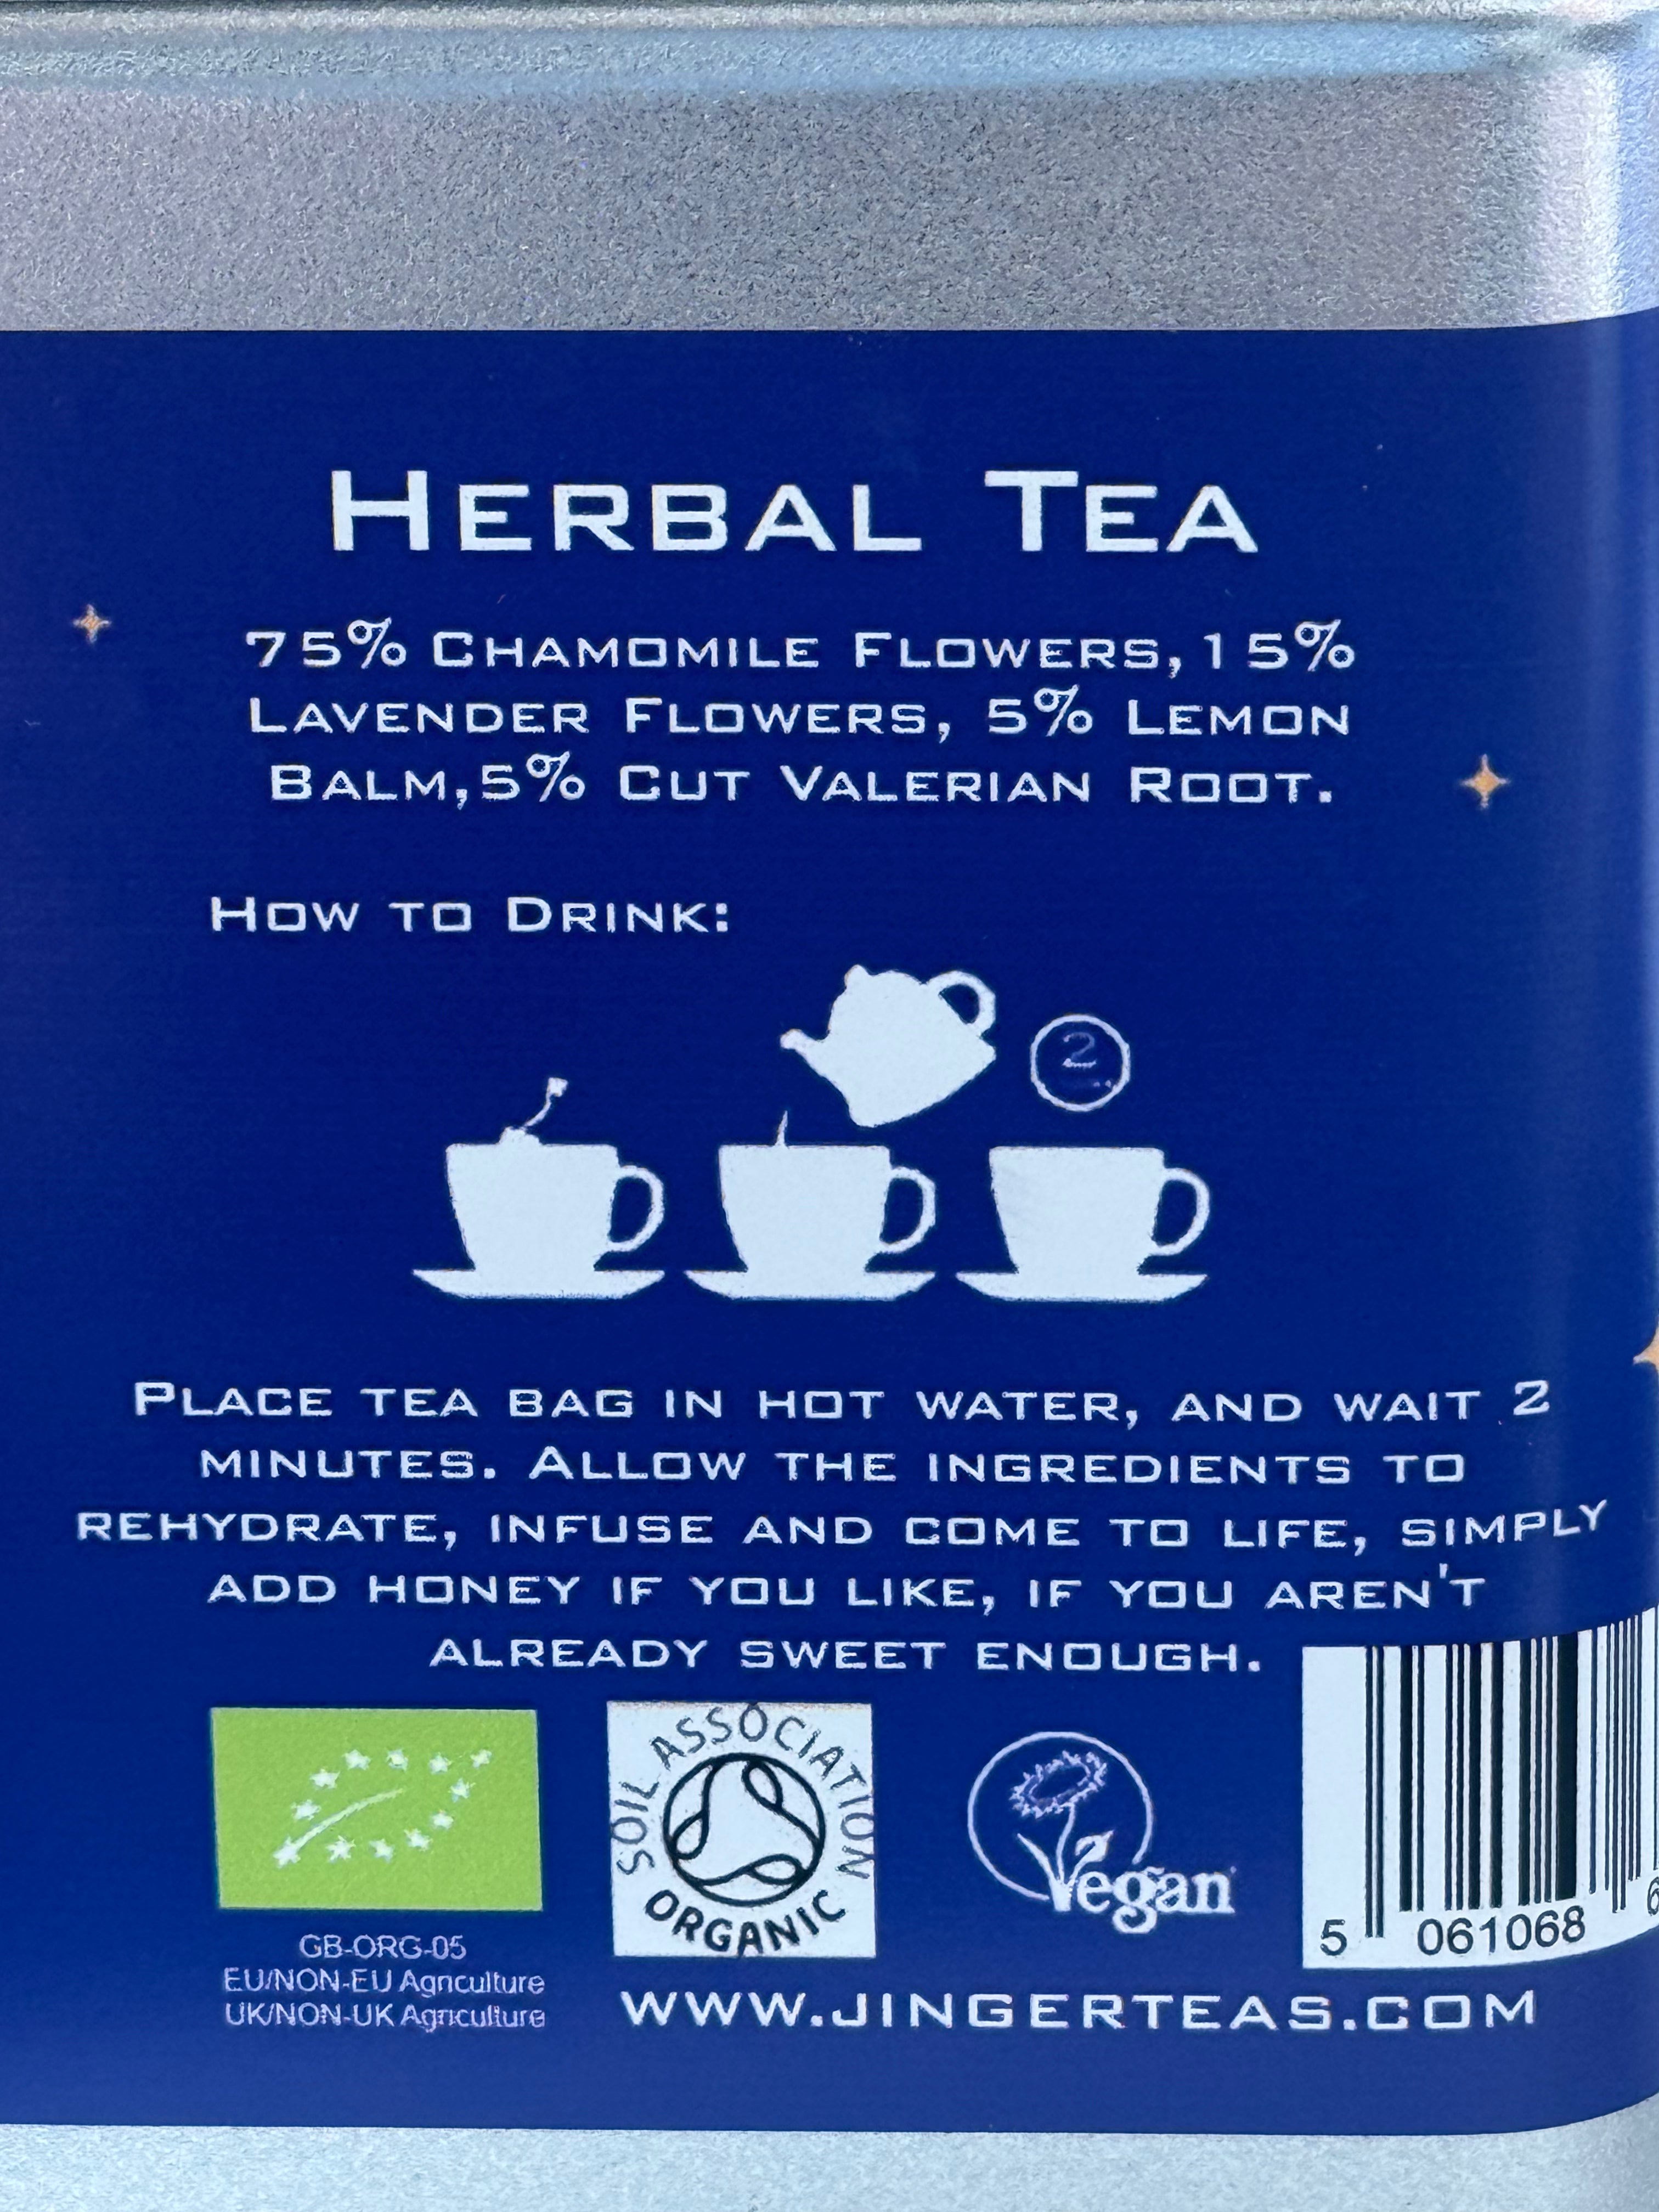 HERBAL TEA
75% CHAMOMILE FLOWERS,15%
LAVENDER FLOWERS, 5% LEMON
BALM,5% CUT VALERIAN ROOT.
HOW TO DRINK:
2
PLACE TEA BAG IN HOT WATER, AND WAIT 2
MINUTES. ALLOW THE INGREDIENTS TO
REHYDRATE, INFUSE AND COME TO LIFE, SIMPLY
ADD HONEY IF YOU LIKE, IF YOU AREN'T
ALREADY SWEET ENOUGH.
SOIL ASSOCIATION
ORGANIC
Vegan
GB-ORG-05
EU/NON-EU Agriculture
UK/NON-UK Agriculture
WWW.JINGERTEAS.COM
5 061068